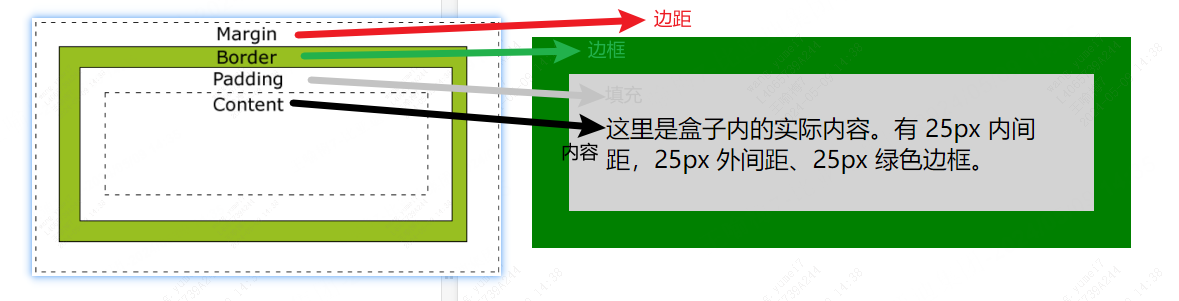 Margin
边距
Border
边框
Padding
填充
Content
内容
这里是盒子内的实际内容。有 25px 内间
距，25px 外间距、25px 绿色边框。